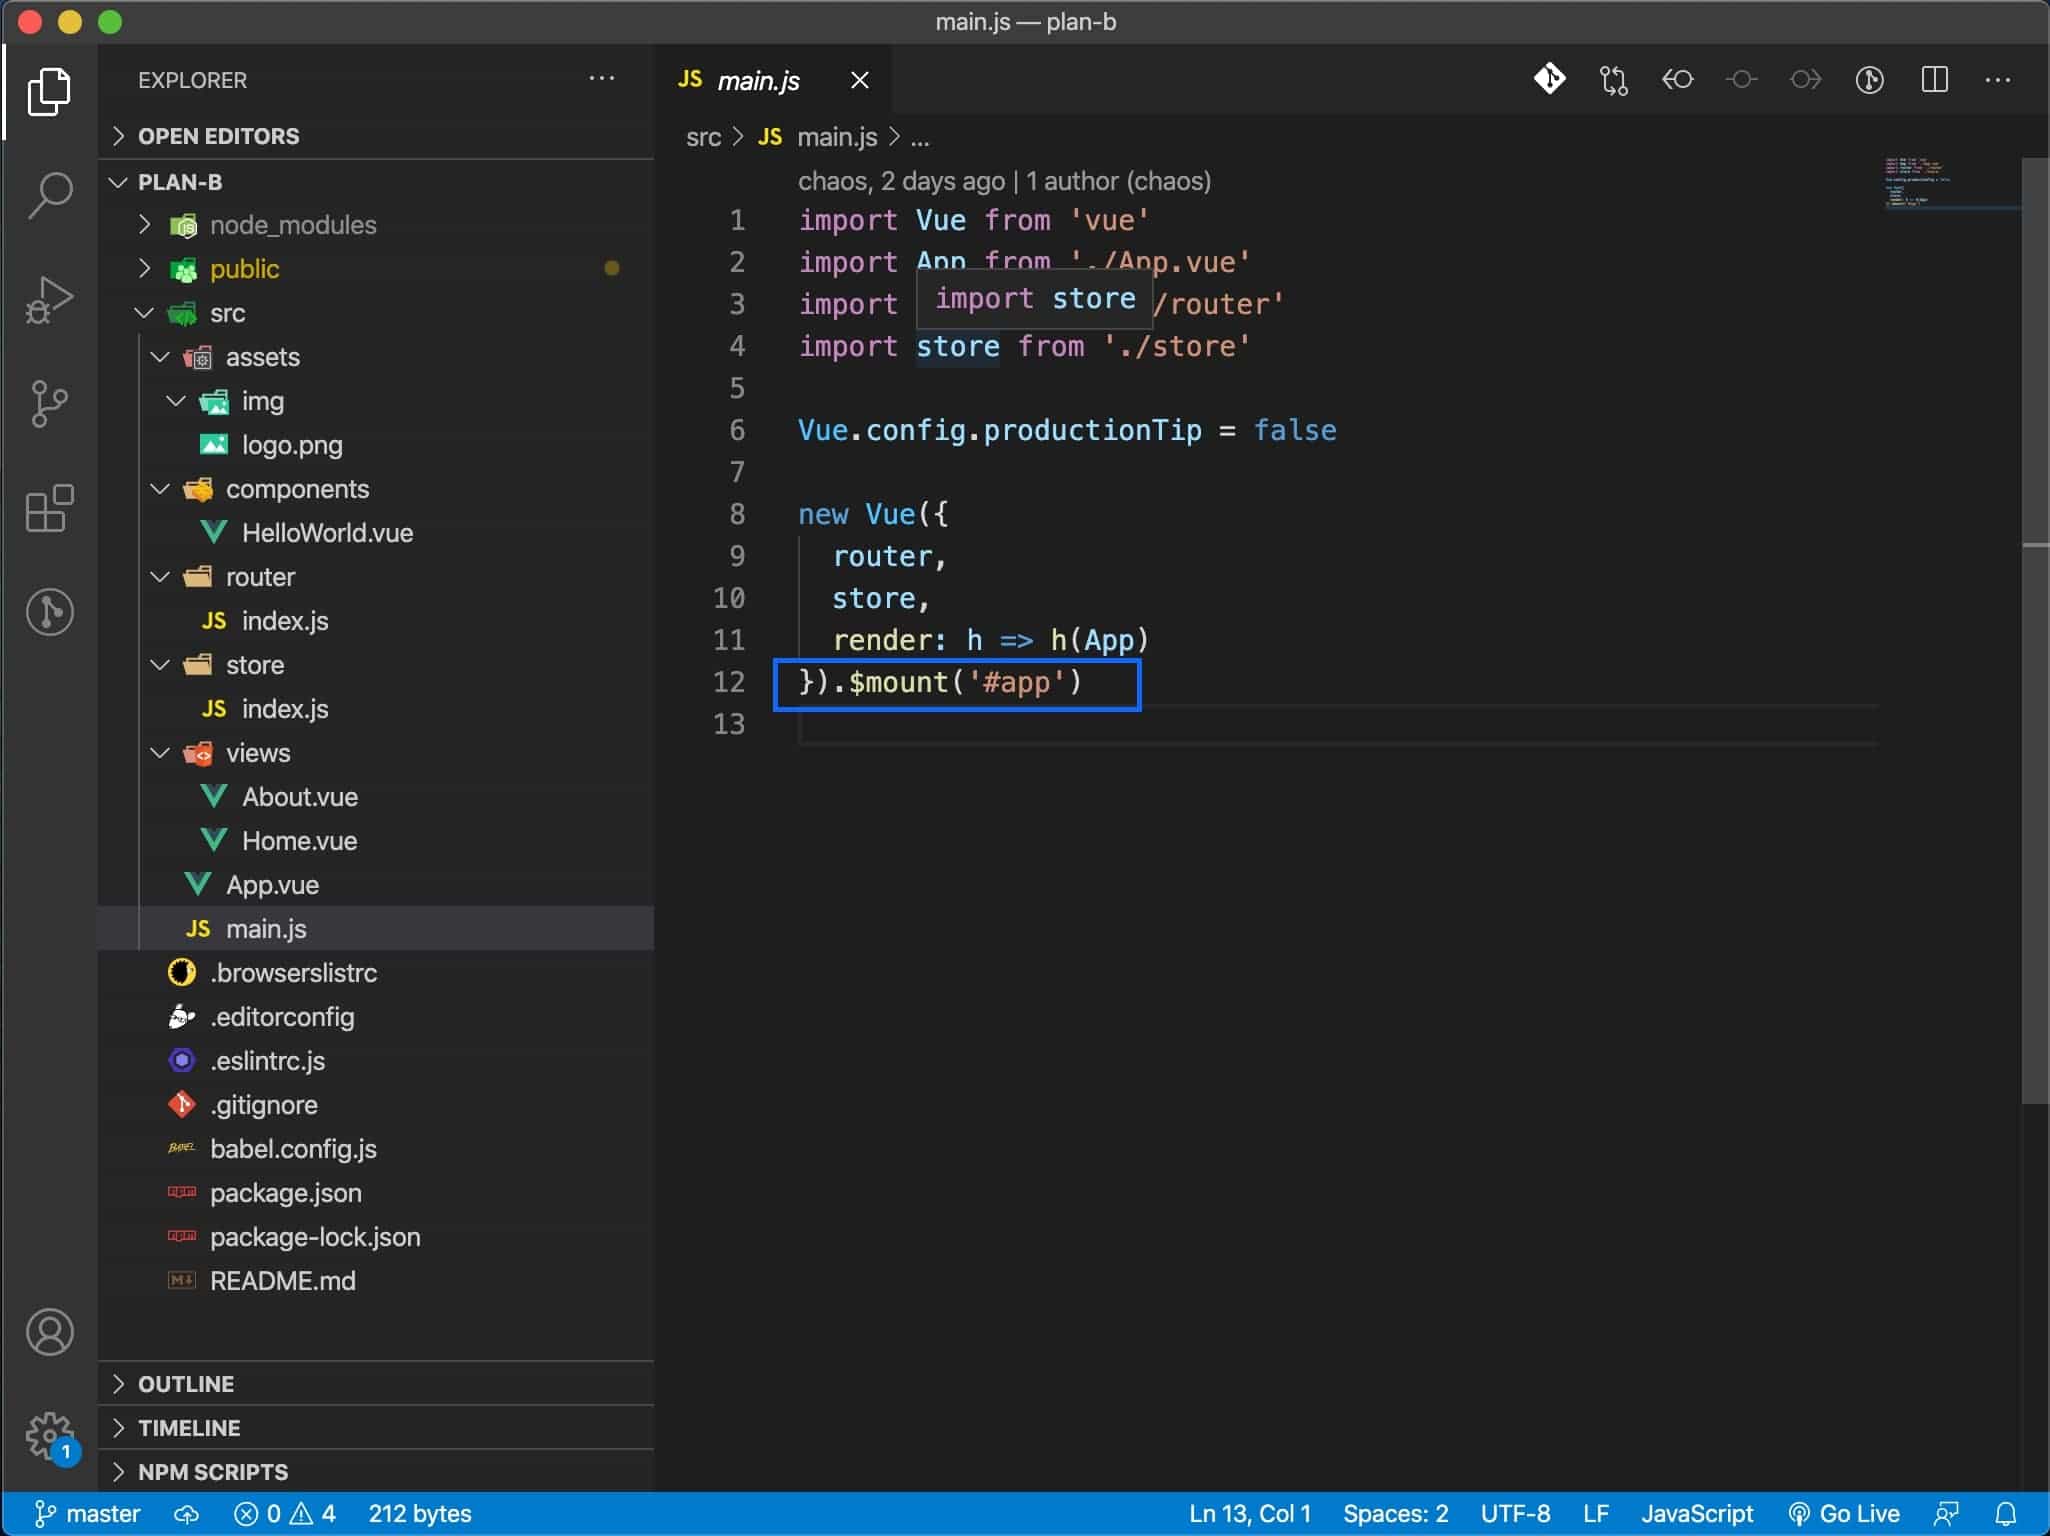 main.js — plan-b
EXPLORER
OPEN EDITORS
PLAN-B
node_modules
public
src
assets
img
logo.png
components
HelloWorld.vue
router
JS index.js
store
JS index.js
views
About.vue
Home.vue
App.vue
JS main.js
.browserslistrc
.editorconfig
.eslintrc.js
.gitignore
BABEL babel.config.js
package.json
package-lock.json
M↓ README.md
OUTLINE
TIMELINE
NPM SCRIPTS
1
JS main.js
src > JS main.js > ...
chaos, 2 days ago | 1 author (chaos)
1 import Vue from 'vue'
2 import App from './App.vue'
import store
3 import /router'
4 import store from './store'
5
6 Vue.config.productionTip = false
7
8 new Vue({
9 router,
10 store,
11 render: h => h(App)
12 }).$mount('#app')
13
master 0 4 212 bytes Ln 13, Col 1 Spaces: 2 UTF-8 LF JavaScript Go Live